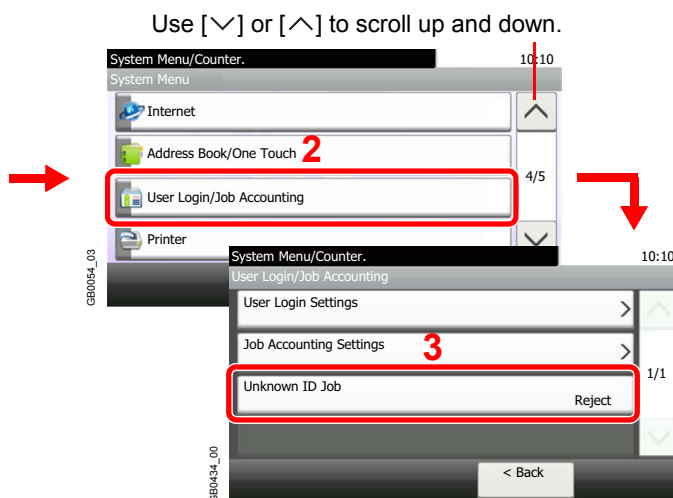 Use [∨] or [∧] to scroll up and down.
System Menu/Counter.
10:10
System Menu
Internet
Address Book/One Touch
2
4/5
User Login/Job Accounting
Printer
GB0054_03
System Menu/Counter.
10:10
User Login/Job Accounting
User Login Settings
Job Accounting Settings
3
1/1
Unknown ID Job
Reject
< Back
GB0434_00